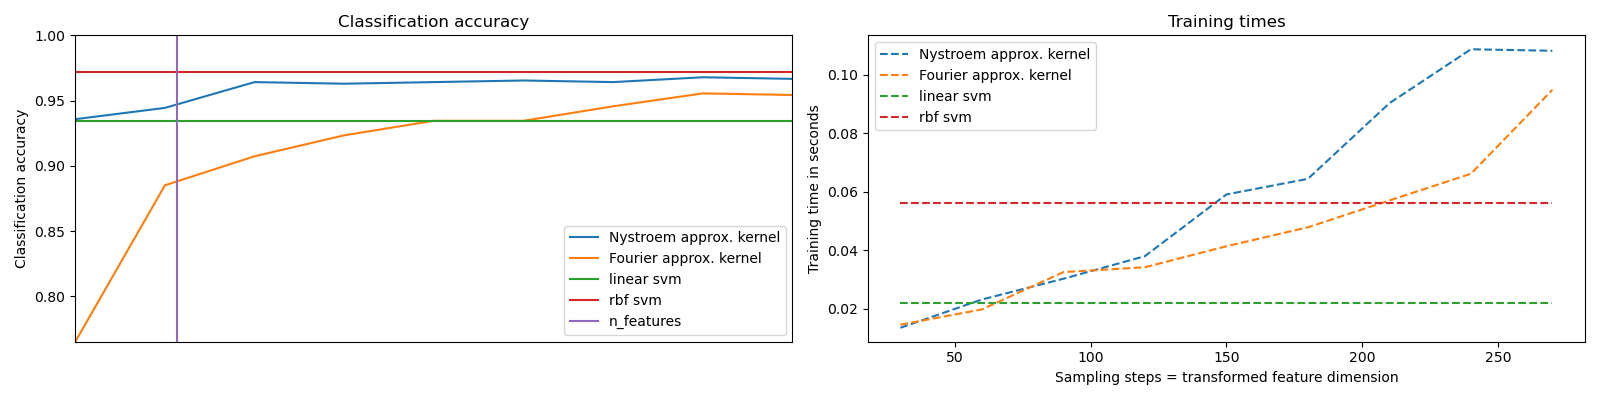 Classification accuracy
Classification accuracy
1.00
0.95
0.90
0.85
0.80
Nystroem approx. kernel
Fourier approx. kernel
linear svm
rbf svm
n_features
Training times
Training time in seconds
0.10
0.08
0.06
0.04
0.02
Nystroem approx. kernel
Fourier approx. kernel
linear svm
rbf svm
50
100
150
200
250
Sampling steps = transformed feature dimension